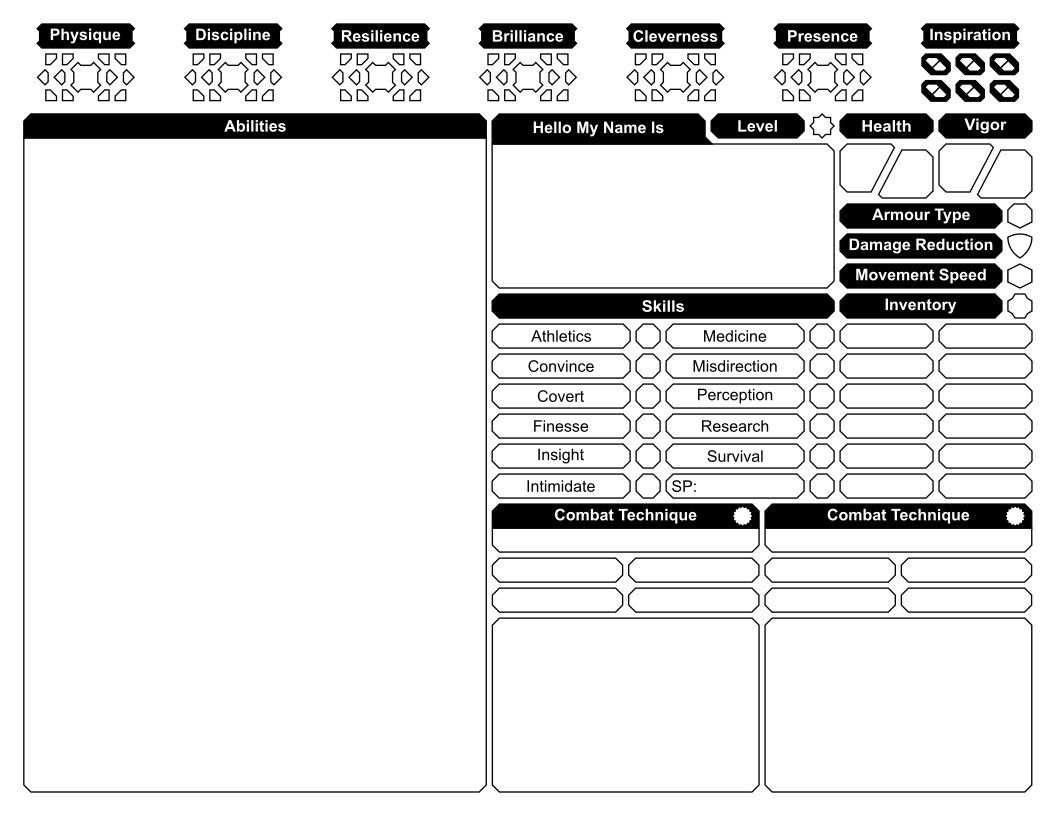 Physique
Discipline
Resilience
Brilliance
Cleverness
Presence
Inspiration
Abilities
Hello My Name Is
Level
Health
Vigor
Armour Type
Damage Reduction
Movement Speed
Skills
Inventory
Athletics
Medicine
Convince
Misdirection
Covert
Perception
Finesse
Research
Insight
Survival
Intimidate
SP:
Combat Technique
Combat Technique